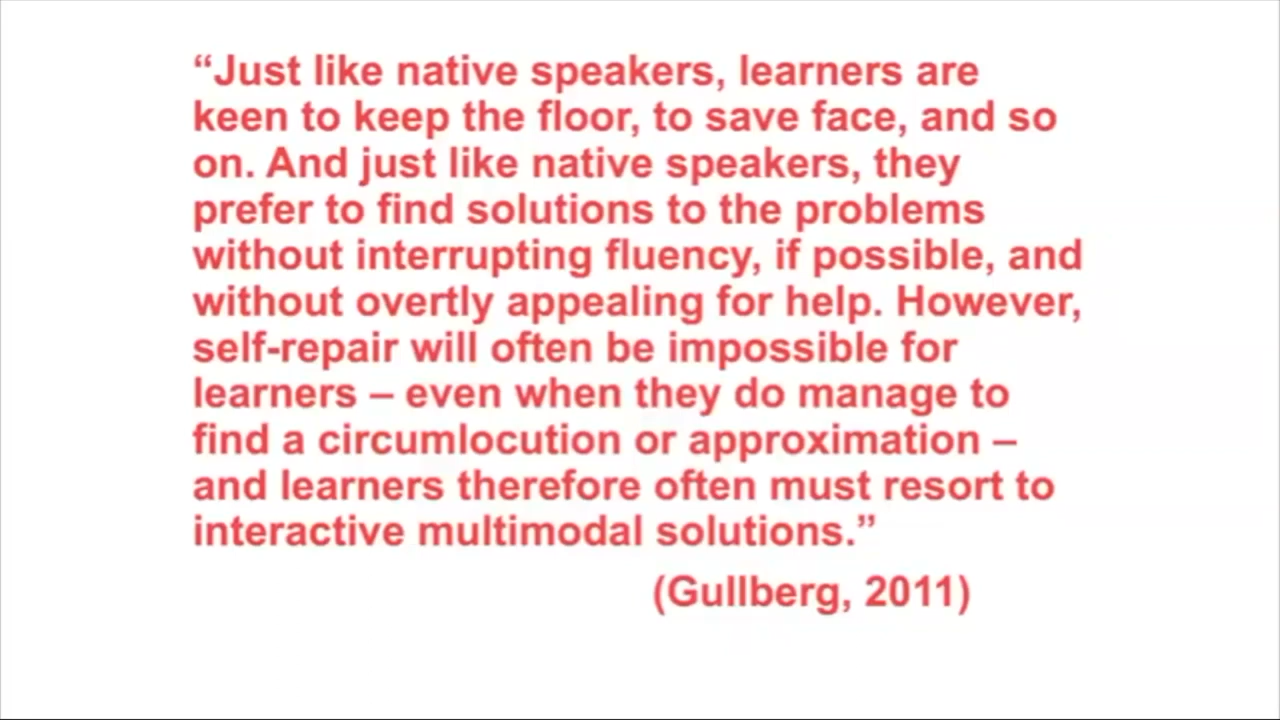 “Just like native speakers, learners are
keen to keep the floor, to save face, and so
on. And just like native speakers, they
prefer to find solutions to the problems
without interrupting fluency, if possible, and
without overtly appealing for help. However,
self-repair will often be impossible for
learners – even when they do manage to
find a circumlocution or approximation –
and learners therefore often must resort to
interactive multimodal solutions.”
(Gullberg, 2011)